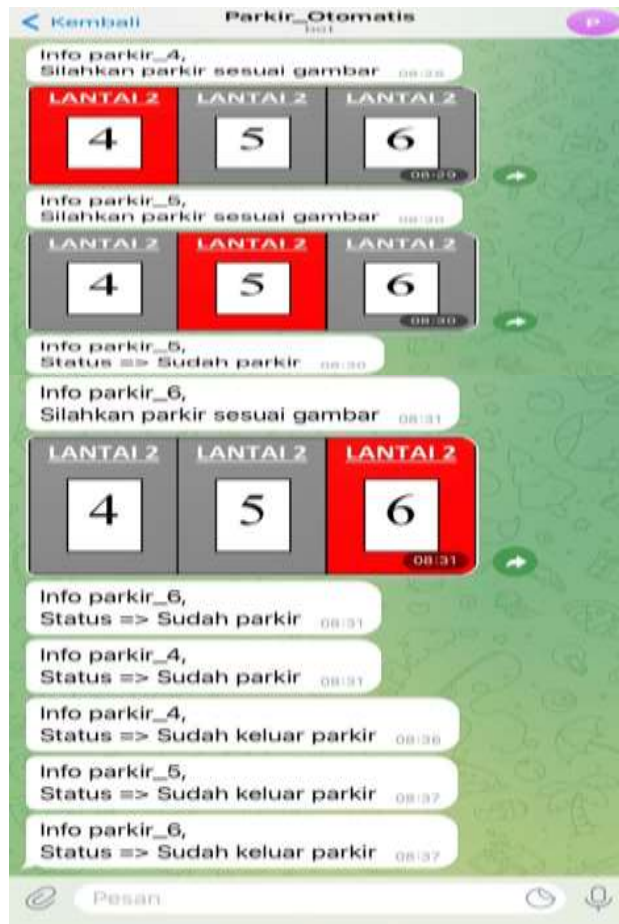 Kembali
Parkir_Otomatis
bot
P
Info parkir_4,
Silahkan parkir sesuai gambar
LANTAI 2 LANTAI 2 LANTAI 2
4 5 6
08:29
Info parkir_5,
Silahkan parkir sesuai gambar 08:30
LANTAI 2 LANTAI 2 LANTAI 2
4 5 6
08:30
Info parkir_5,
Status => Sudah parkir 08:30
Info parkir_6,
Silahkan parkir sesuai gambar 08:31
LANTAI 2 LANTAI 2 LANTAI 2
4 5 6
08:31
Info parkir_6,
Status => Sudah parkir 08:31
Info parkir_4,
Status => Sudah parkir 08:31
Info parkir_4,
Status => Sudah keluar parkir 08:36
Info parkir_5,
Status => Sudah keluar parkir 08:37
Info parkir_6,
Status => Sudah keluar parkir 08:37
Pesan